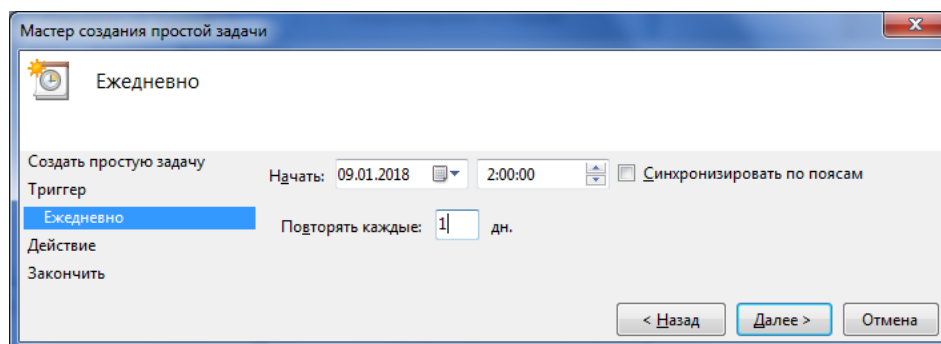 Мастер создания простой задачи
Ежедневно
Создать простую задачу
Триггер
Ежедневно
Действие
Закончить
Начать: 09.01.2018 2:00:00 Синхронизировать по поясам
Повторять каждые: 1 дн.
< Назад Далее > Отмена